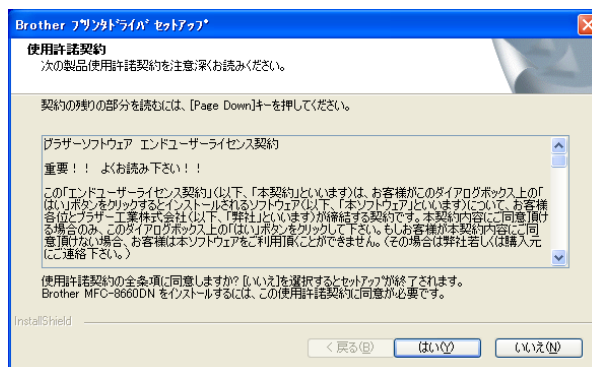 Brother ﾌﾟﾘﾝﾀﾄﾞﾗｲﾊﾞ ｾｯﾄｱｯﾌﾟ
使用許諾契約
次の製品使用許諾契約を注意深くお読みください。
契約の残りの部分を読むには、[Page Down]キーを押してください。
ブラザーソフトウェア エンドユーザーライセンス契約
重要！！ よくお読み下さい！！
この「エンドユーザーライセンス契約」（以下、「本契約」といいます）は、お客様がこのダイアログボックス上の「
はい」ボタンをクリックするとインストールされるソフトウェア（以下、「本ソフトウェア」といいます）について、お客様
各位とブラザー工業株式会社（以下、「弊社」といいます）が締結する契約です。本契約内容にご同意頂け
る場合のみ、このダイアログボックス上の「はい」ボタンをクリックして下さい。もしお客様が本契約内容にご同
意頂けない場合、お客様は本ソフトウェアをご利用頂くことができません。（その場合は弊社若しくは購入元
にご連絡下さい。）
使用許諾契約の全条項に同意しますか? [いいえ]を選択するとｾｯﾄｱｯﾌﾟが終了されます。
Brother MFC-8660DN をインストールするには、この使用許諾契約に同意が必要です。
InstallShield
< 戻る(B)
はい(Y)
いいえ(N)